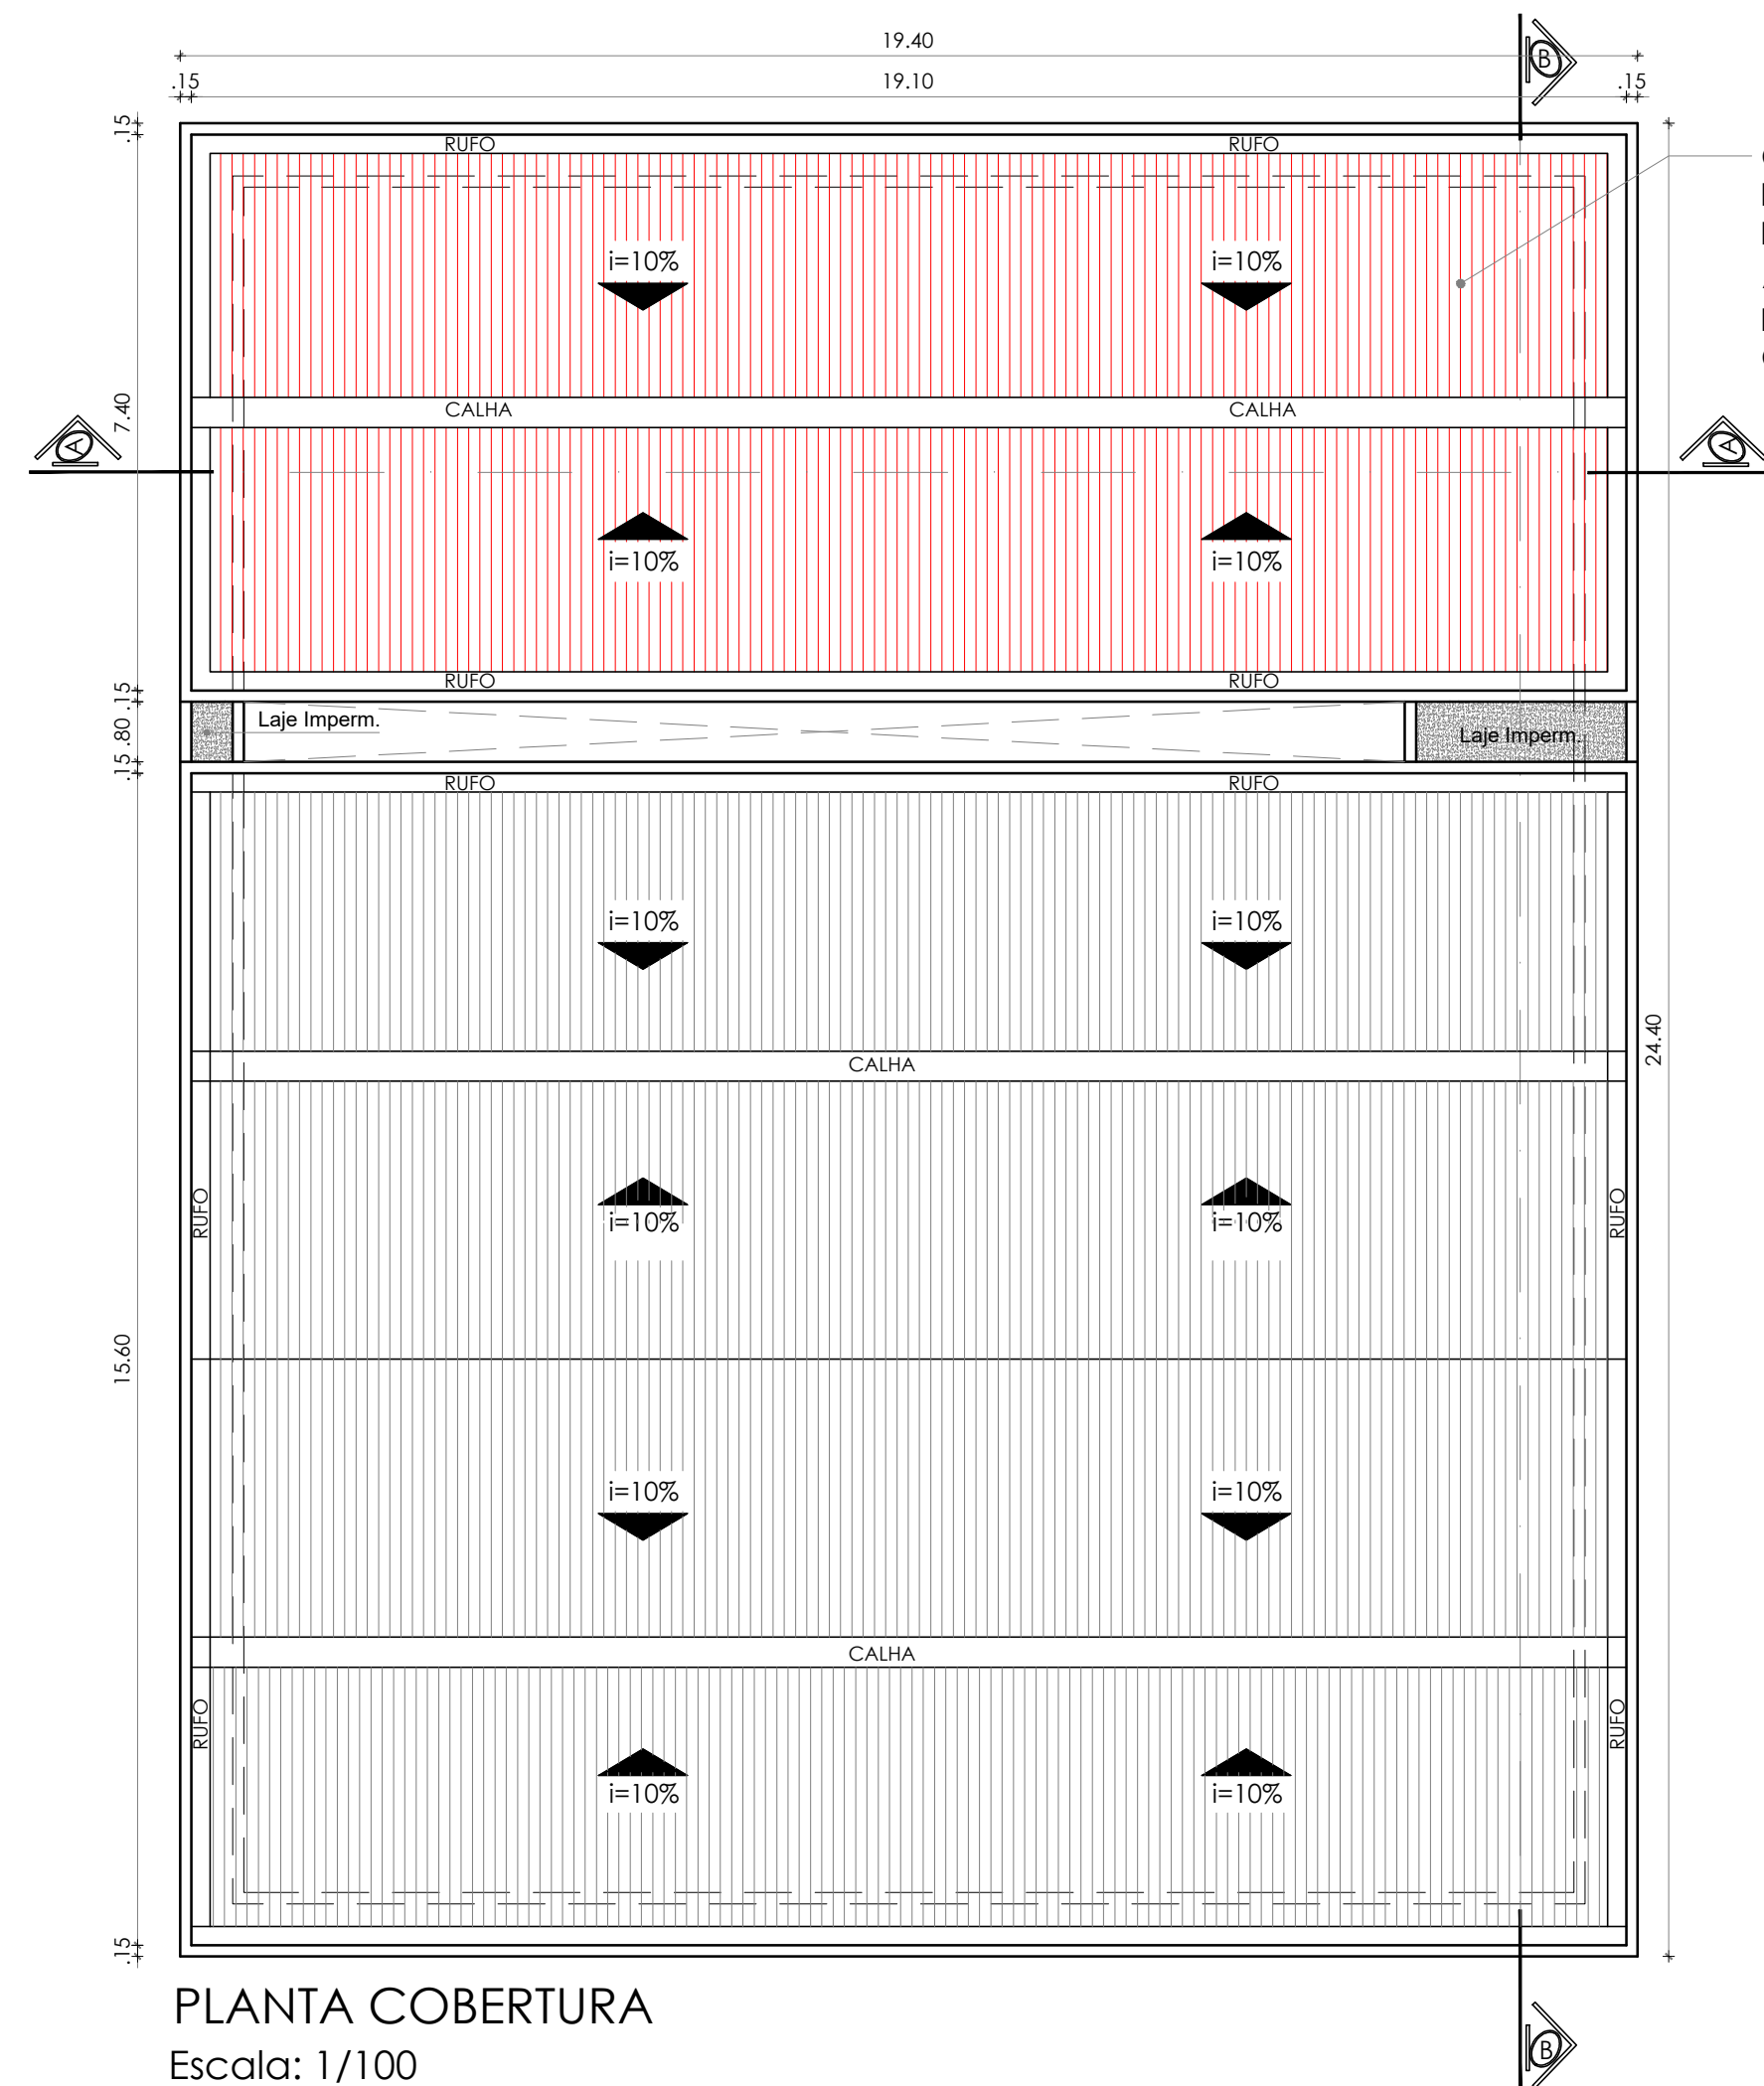 19.40
B
.15
19.10
.15
.15
RUFO
RUFO
i=10%
i=10%
7.40
CALHA
CALHA
A
A
i=10%
i=10%
RUFO
RUFO
.15
Laje Imperm.
.80
Laje Imperm.
.15
RUFO
RUFO
i=10%
i=10%
24.40
CALHA
RUFO
RUFO
i=10%
i=10%
15.60
i=10%
i=10%
CALHA
RUFO
RUFO
i=10%
i=10%
.15
PLANTA COBERTURA
B
Escala: 1/100